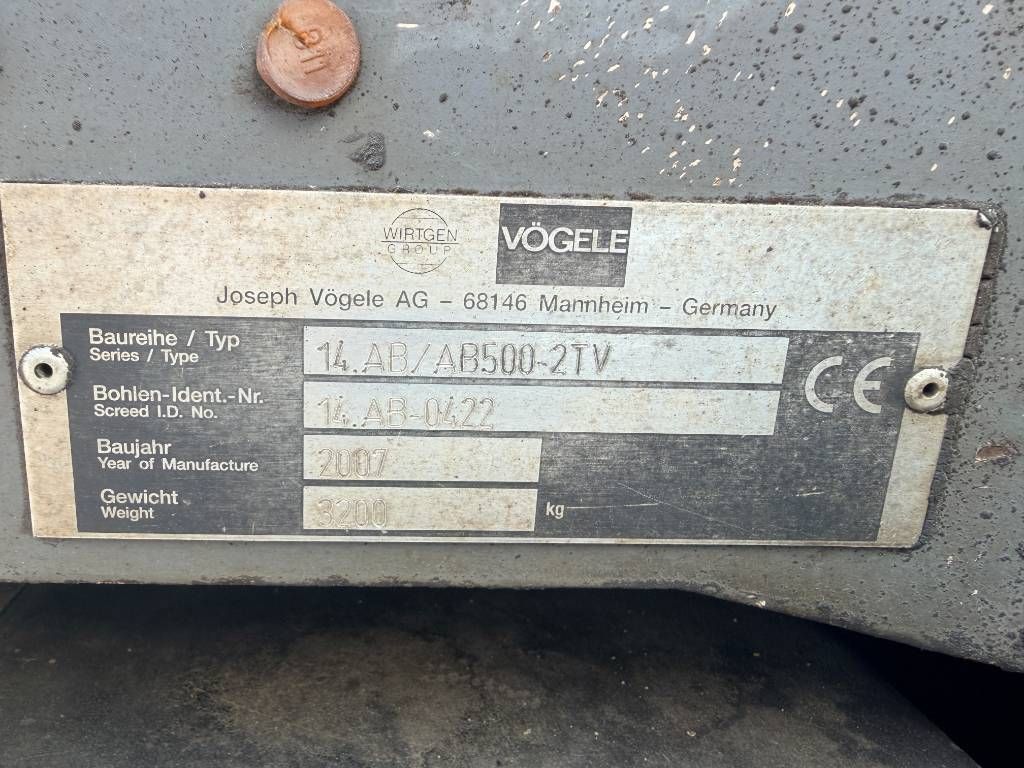 WIRTGEN
GROUP
VÖGELE
Joseph Vögele AG – 68146 Mannheim – Germany
Baureihe / Typ
Series / Type
14.AB/AB500-2TV
Bohlen-Ident.-Nr.
Screed I.D. No.
14.AB-0422
Baujahr
Year of Manufacture
2007
Gewicht
Weight
3200 kg
CE